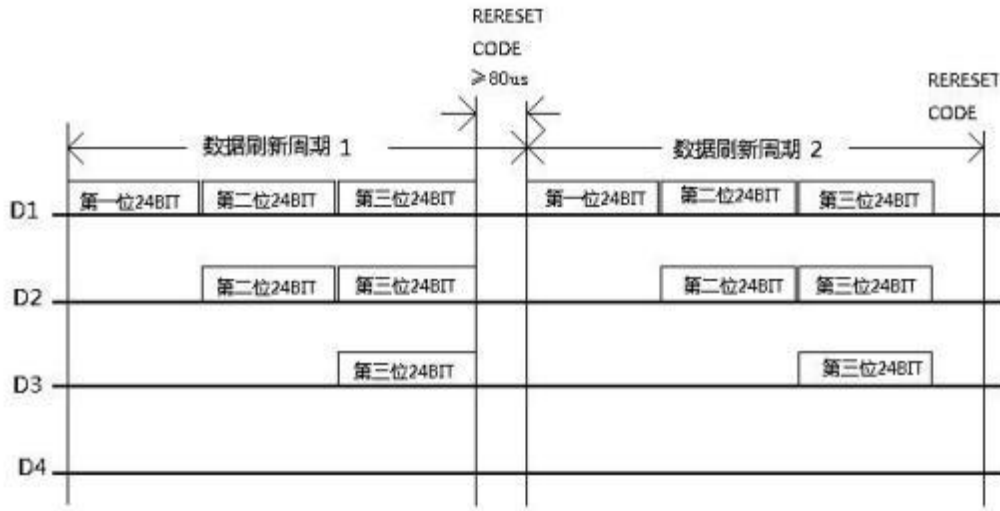 RERESET
CODE
≥80us
RERESET
CODE
数据刷新周期 1
数据刷新周期 2
D1
第一位24BIT
第二位24BIT
第三位24BIT
第一位24BIT
第二位24BIT
第三位24BIT
D2
第二位24BIT
第三位24BIT
第二位24BIT
第三位24BIT
D3
第三位24BIT
第三位24BIT
D4